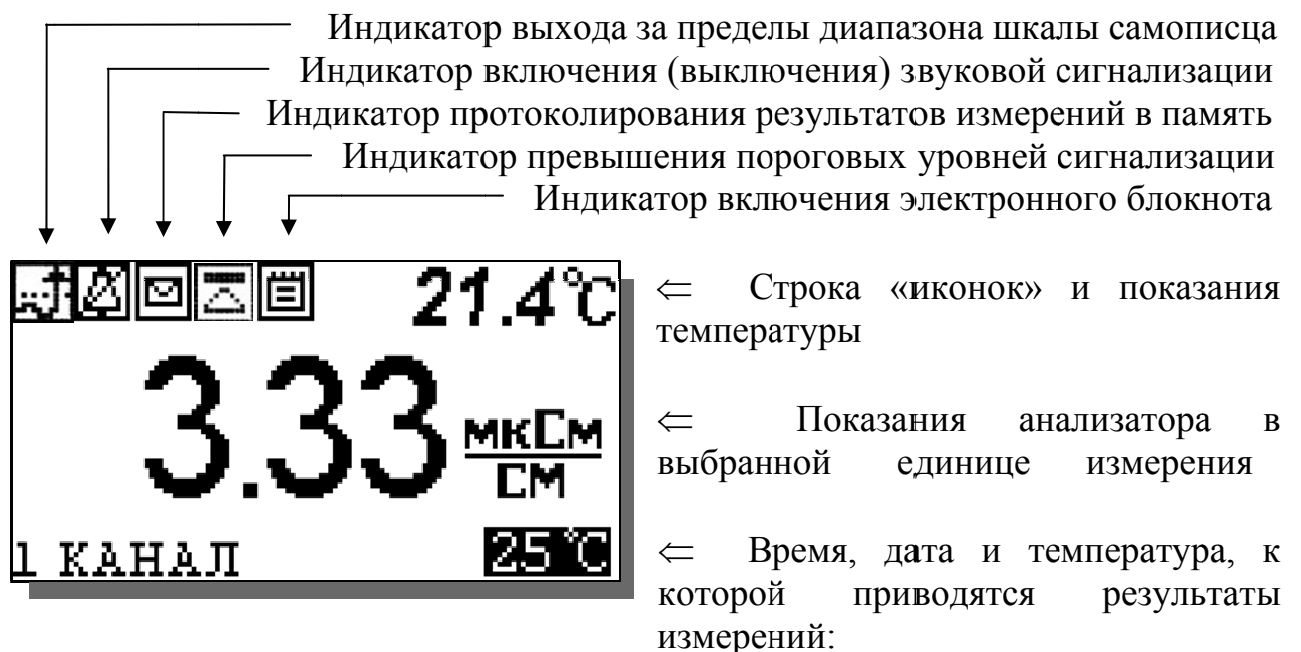 Индикатор выхода за пределы диапазона шкалы самописца
Индикатор включения (выключения) звуковой сигнализации
Индикатор протоколирования результатов измерений в память
Индикатор превышения пороговых уровней сигнализации
Индикатор включения электронного блокнота
21.4°C
3.33 мкСм
см
1 КАНАЛ 25°C
⇐ Строка «иконок» и показания
температуры
⇐ Показания анализатора в
выбранной единице измерения
⇐ Время, дата и температура, к
которой приводятся результаты
измерений: